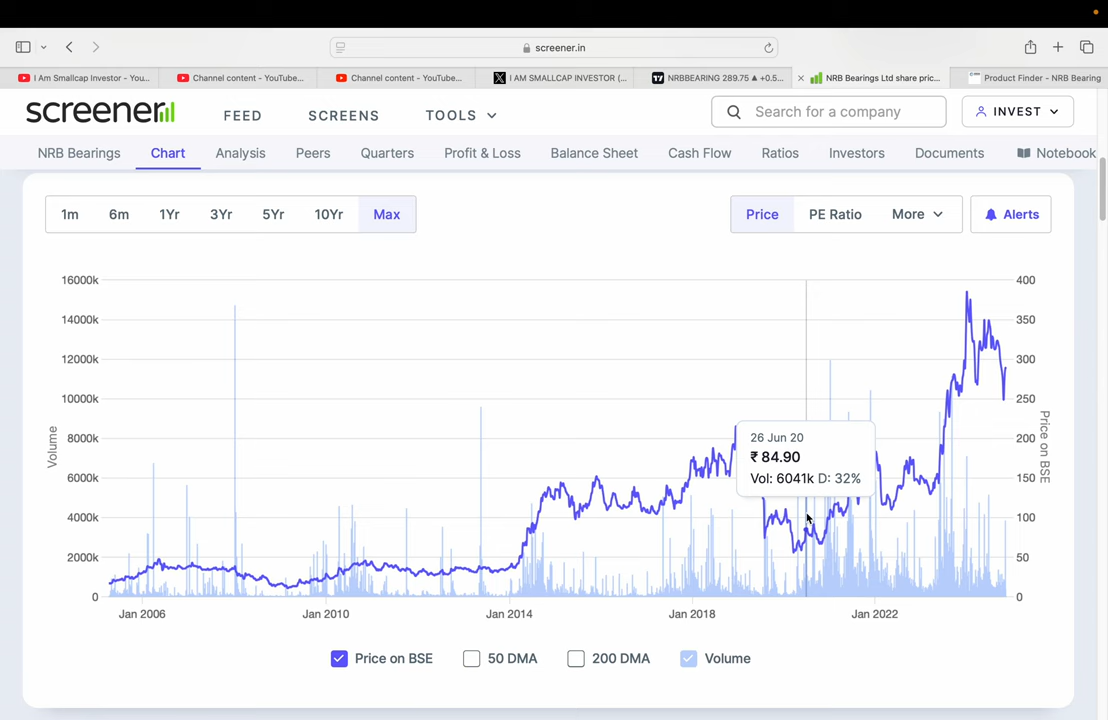 screener.in
I Am Smallcap Investor - You...
Channel content - YouTube...
Channel content - YouTube...
I AM SMALLCAP INVESTOR (...
NRBBEARING 289.75 ▲ +0.5...
NRB Bearings Ltd share pric...
Product Finder - NRB Bearing
screener
FEED
SCREENS
TOOLS
Search for a company
INVEST
NRB Bearings
Chart
Analysis
Peers
Quarters
Profit & Loss
Balance Sheet
Cash Flow
Ratios
Investors
Documents
Notebook
1m 6m 1Yr 3Yr 5Yr 10Yr Max
Price PE Ratio More
Alerts
16000k 400
14000k 350
12000k 300
10000k 250
8000k 200
6000k 150
4000k 100
2000k 50
0 0
Volume
Price on BSE
26 Jun 20
₹ 84.90
Vol: 6041k D: 32%
Jan 2006 Jan 2010 Jan 2014 Jan 2018 Jan 2022
Price on BSE 50 DMA 200 DMA Volume